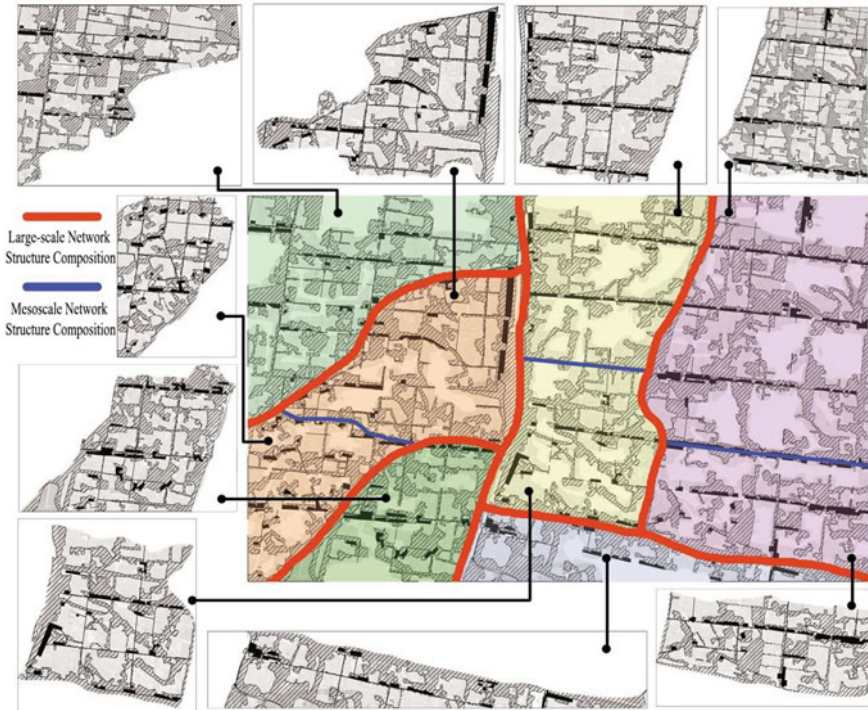 Large-scale Network
Structure Composition
Mesoscale Network
Structure Composition